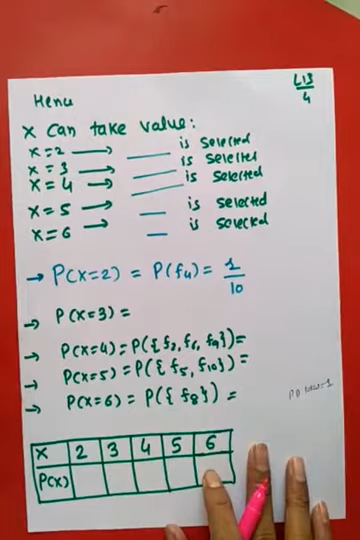 L13
4
Henu
X Can take value:
X=2 → ___ is selected
X=3 → ___ is selected
X=4 → ___ is selected
X=5 → ___ is selected
X=6 → ___ is selected
→ P(X=2) = P(f4) = 1/10
→ P(X=3) =
→ P(X=4) = P({ f2, f6, f9 }) =
→ P(X=5) = P({ f5, f10 }) =
→ P(X=6) = P({ f8 }) =
X 2 3 4 5 6
P(X)